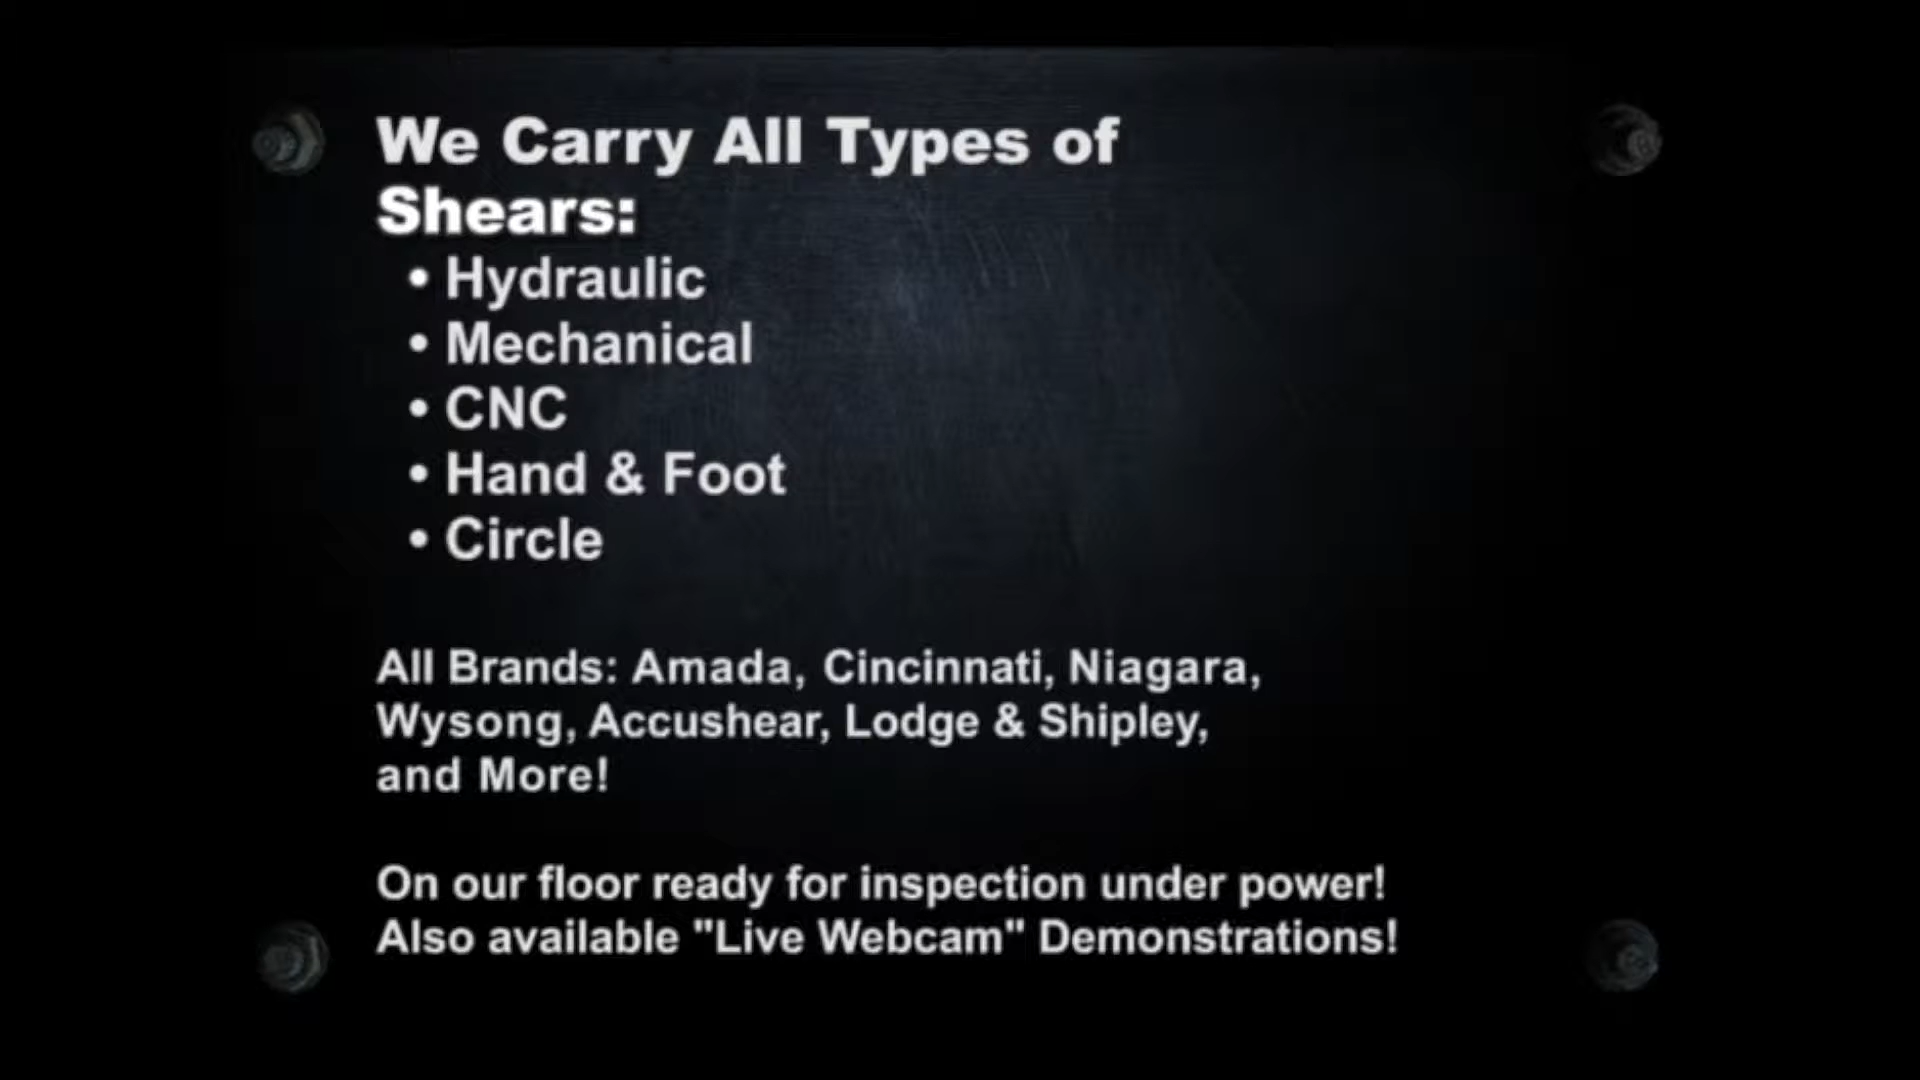 We Carry All Types of
Shears:
• Hydraulic
• Mechanical
• CNC
• Hand & Foot
• Circle
All Brands: Amada, Cincinnati, Niagara,
Wysong, Accushear, Lodge & Shipley,
and More!
On our floor ready for inspection under power!
Also available "Live Webcam" Demonstrations!